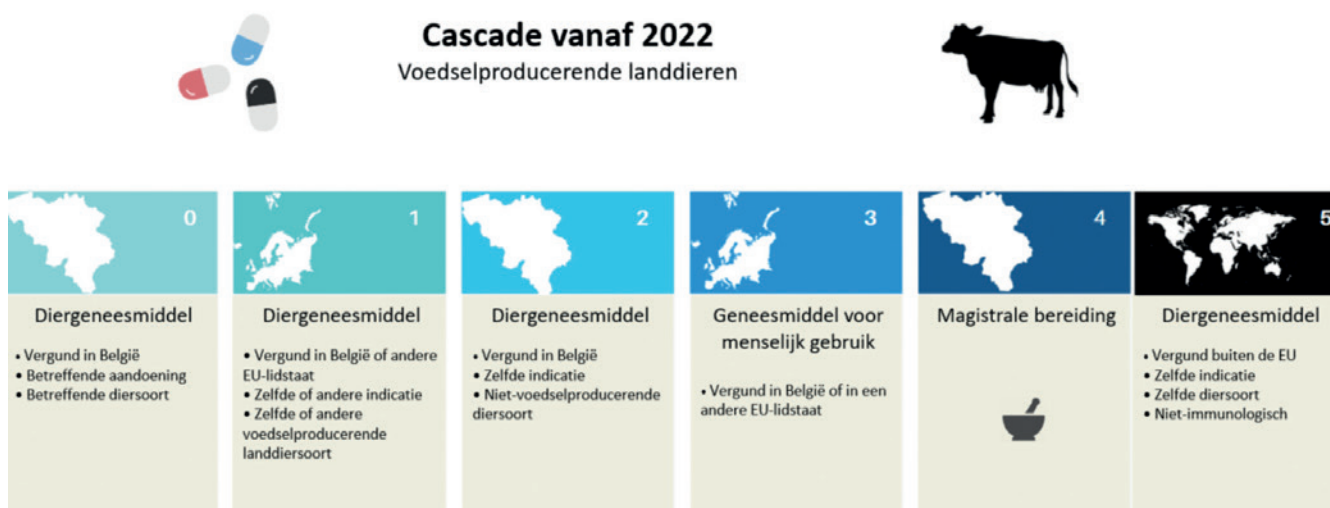 Cascade vanaf 2022
Voedselproducerende landdieren
0
Diergeneesmiddel
• Vergund in België
• Betreffende aandoening
• Betreffende diersoort
1
Diergeneesmiddel
• Vergund in België of andere
EU-lidstaat
• Zelfde of andere indicatie
• Zelfde of andere
voedselproducerende
landdiersoort
2
Diergeneesmiddel
• Vergund in België
• Zelfde indicatie
• Niet-voedselproducerende
diersoort
3
Geneesmiddel voor
menselijk gebruik
• Vergund in België of in een
andere EU-lidstaat
4
Magistrale bereiding
5
Diergeneesmiddel
• Vergund buiten de EU
• Zelfde indicatie
• Zelfde diersoort
• Niet-immunologisch